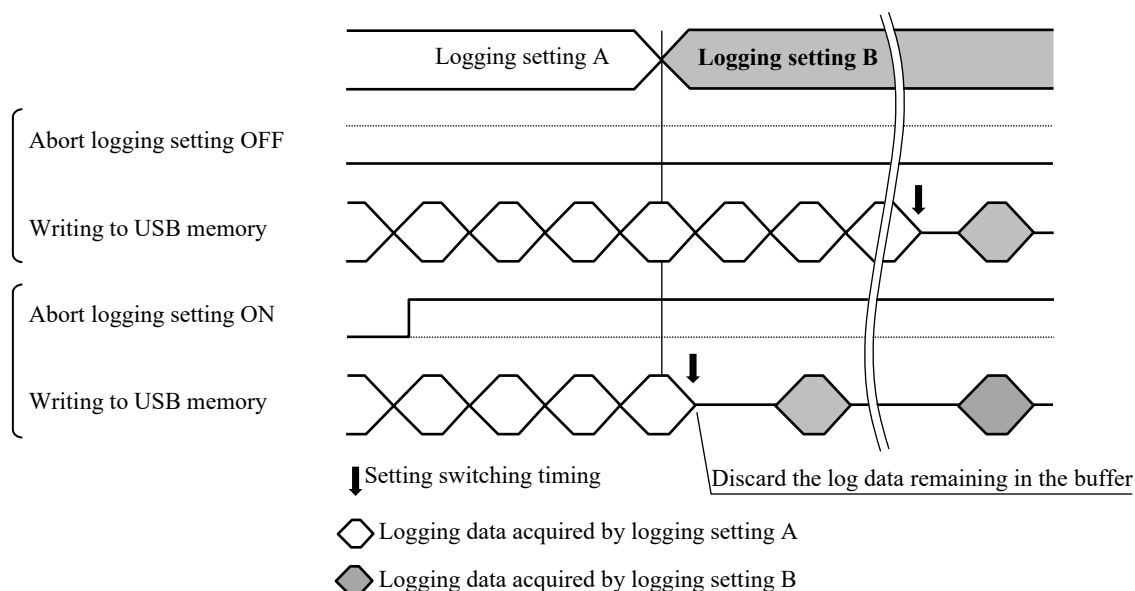 Logging setting A
Logging setting B
Abort logging setting OFF
Writing to USB memory
Abort logging setting ON
Writing to USB memory
Setting switching timing
Discard the log data remaining in the buffer
Logging data acquired by logging setting A
Logging data acquired by logging setting B